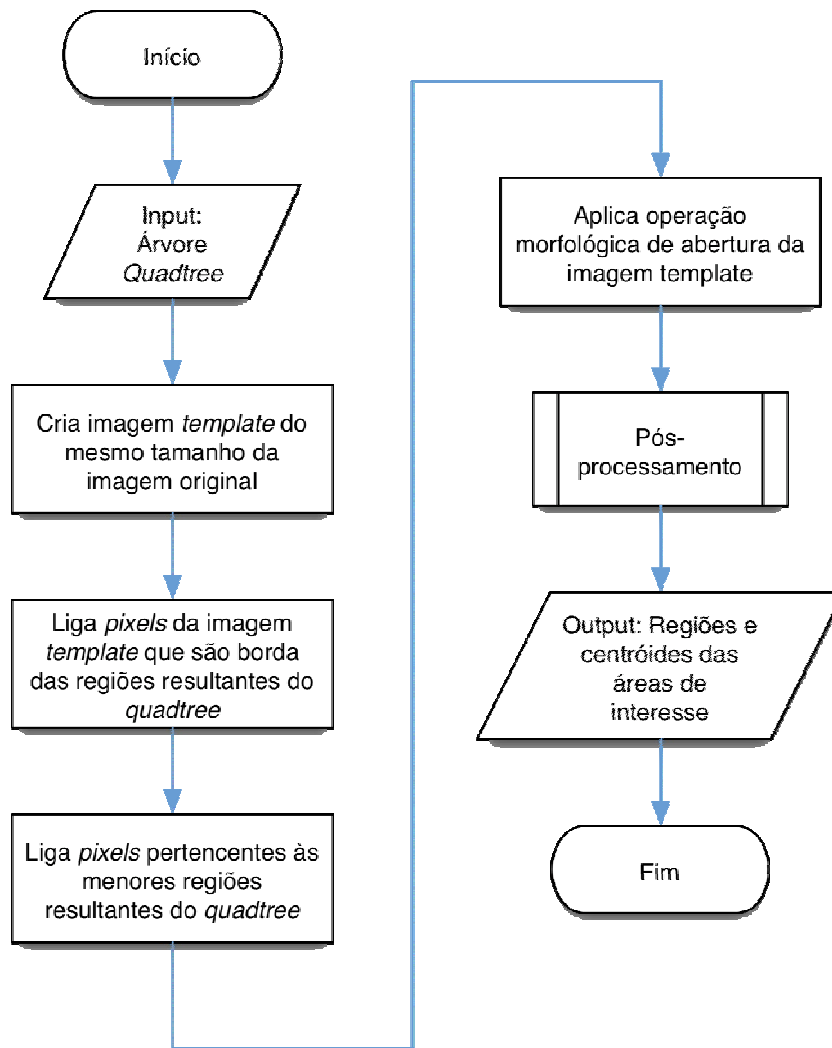 Início
Input:
Árvore
Quadtree
Cria imagem template do
mesmo tamanho da
imagem original
Liga pixels da imagem
template que são borda
das regiões resultantes do
quadtree
Liga pixels pertencentes às
menores regiões
resultantes do quadtree
Aplica operação
morfológica de abertura da
imagem template
Pós-
processamento
Output: Regiões e
centróides das
áreas de
interesse
Fim